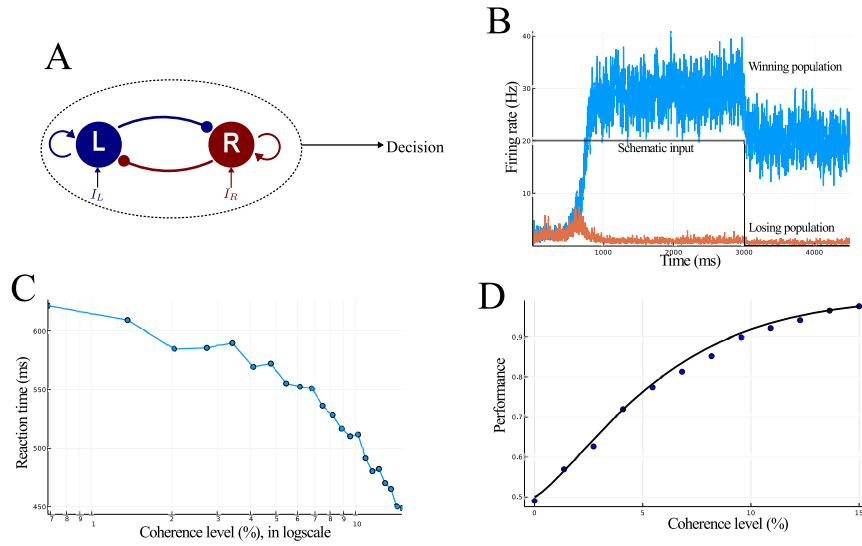 A
L
R
I_L
I_R
Decision
B
Firing rate (Hz)
40
30
20
10
Winning population
Schematic input
Losing population
1000
2000
3000
4000
Time (ms)
C
Reaction time (ms)
600
550
500
450
7 8 9 1 2 3 4 5 6 7 8 9 10
Coherence level (%), in logscale
D
Performance
0.9
0.8
0.7
0.6
0.5
0 5 10 15
Coherence level (%)